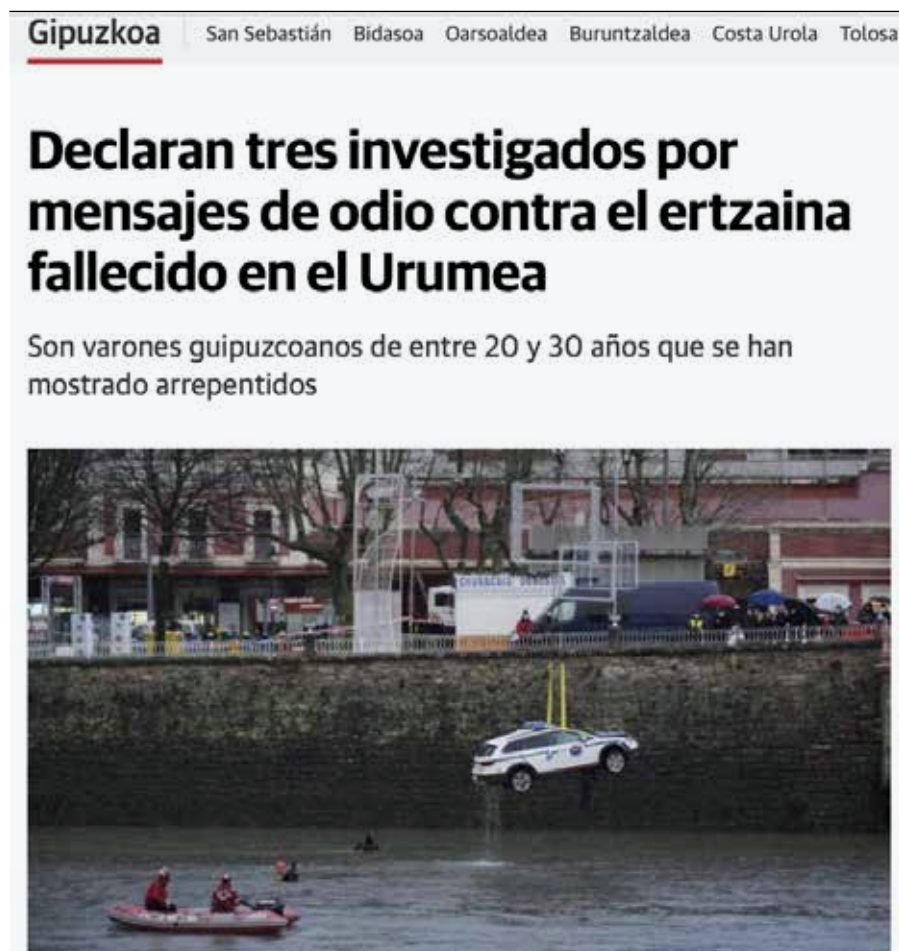 Gipuzkoa San Sebastián Bidasoa Oarsoaldea Buruntzaldea Costa Urola Tolosa
Declaran tres investigados por
mensajes de odio contra el ertzaina
fallecido en el Urumea
Son varones guipuzcoanos de entre 20 y 30 años que se han
mostrado arrepentidos